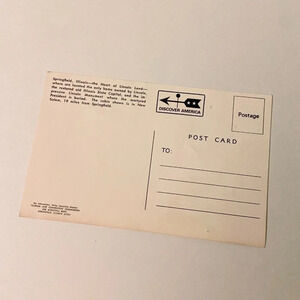 Springfield, Illinois—the Heart of Lincoln Land—
where are located the only home owned by Lincoln,
the restored old Illinois State Capitol, and the im-
pressive Lincoln Monument where the martyred
President is buried. The cabin shown is in New
Salem, 18 miles from Springfield.
DISCOVER AMERICA
Postage
POST CARD
TO: